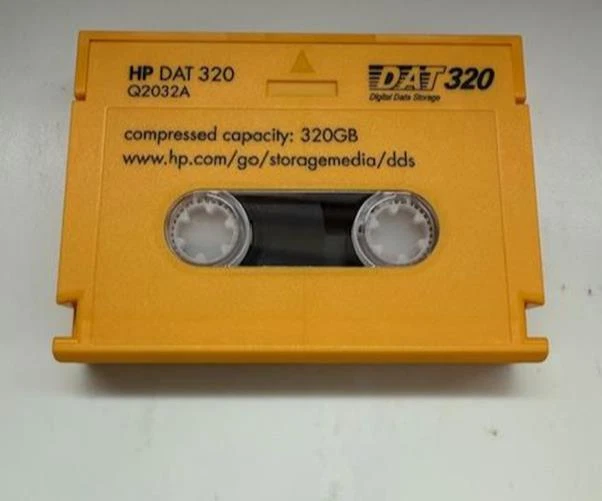 HP DAT 320
Q2032A
DAT 320
Digital Data Storage
compressed capacity: 320GB
www.hp.com/go/storagemedia/dds